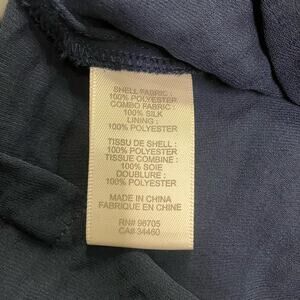 SHELL FABRIC :
100% POLYESTER
COMBO FABRIC :
100% SILK
LINING :
100% POLYESTER
TISSU DE SHELL :
100% POLYESTER
TISSUE COMBINE :
100% SOIE
DOUBLURE :
100% POLYESTER
MADE IN CHINA
FABRIQUE EN CHINE
RN# 96705
CA# 34460